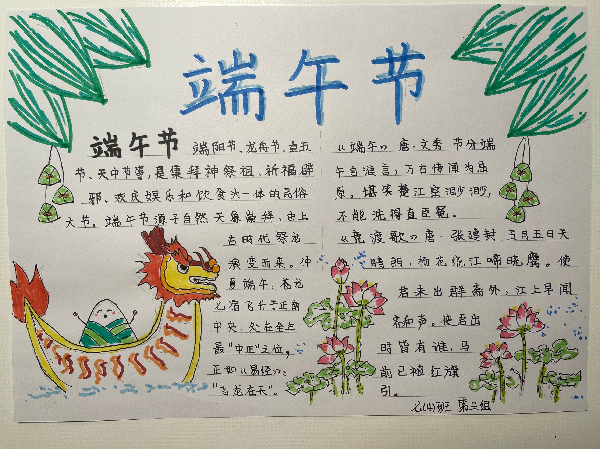 端午节
端午节 端阳节、龙舟节、重五
节、天中节等，是集拜神祭祖、祈福辟
邪、欢庆娱乐和饮食为一体的民俗
大节。端午节源于自然天象崇拜，由上
古时代祭龙
演变而来。仲
夏端午，苍龙
七宿飞升于正南
中央，处在全上
最“中正”之位，
正如《易经》：
“飞龙在天”。
《端午》唐·文秀 节分端
午自谁言，万古传闻为屈
原。堪笑楚江空渺渺，
不能洗得直臣冤。
《竞渡歌》唐·张建封 五月五日天
晴朗，杨花绕江啼晓莺。使
君未出郡斋外，江上早闻
齐和声。使君出
时皆有准，马
前已被红旗
引。
七(4)班 第三组